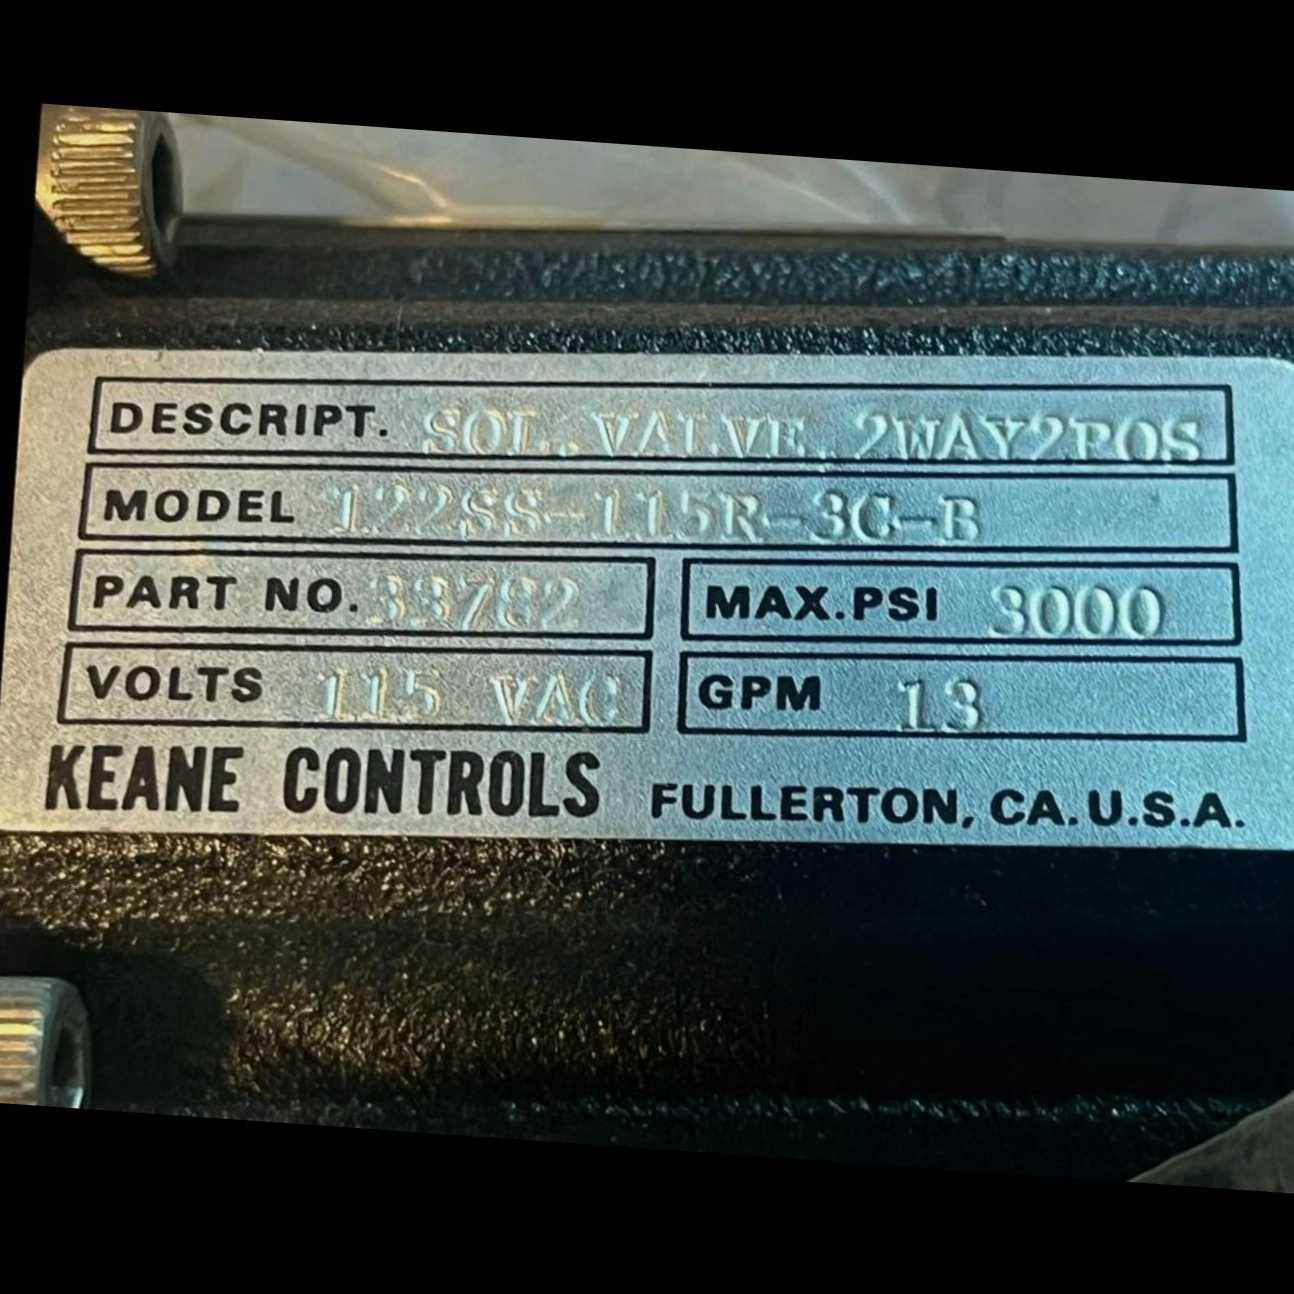 DESCRIPT. SOL.VALVE,2WAY2POS
MODEL 122SS-115R-3C-B
PART NO. 33782 MAX.PSI 3000
VOLTS 115 VAC GPM 13
KEANE CONTROLS FULLERTON, CA. U.S.A.